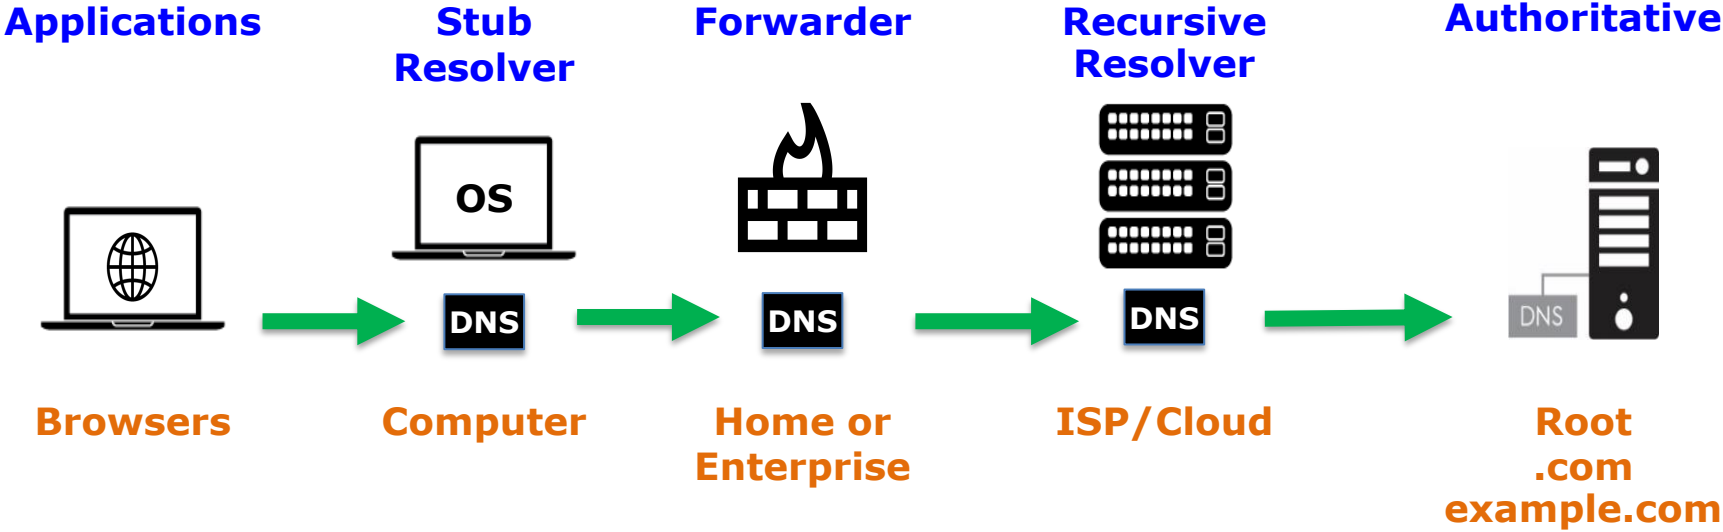 Applications
Stub
Resolver
Forwarder
Recursive
Resolver
Authoritative
OS
DNS
DNS
DNS
DNS
Browsers
Computer
Home or
Enterprise
ISP/Cloud
Root
.com
example.com